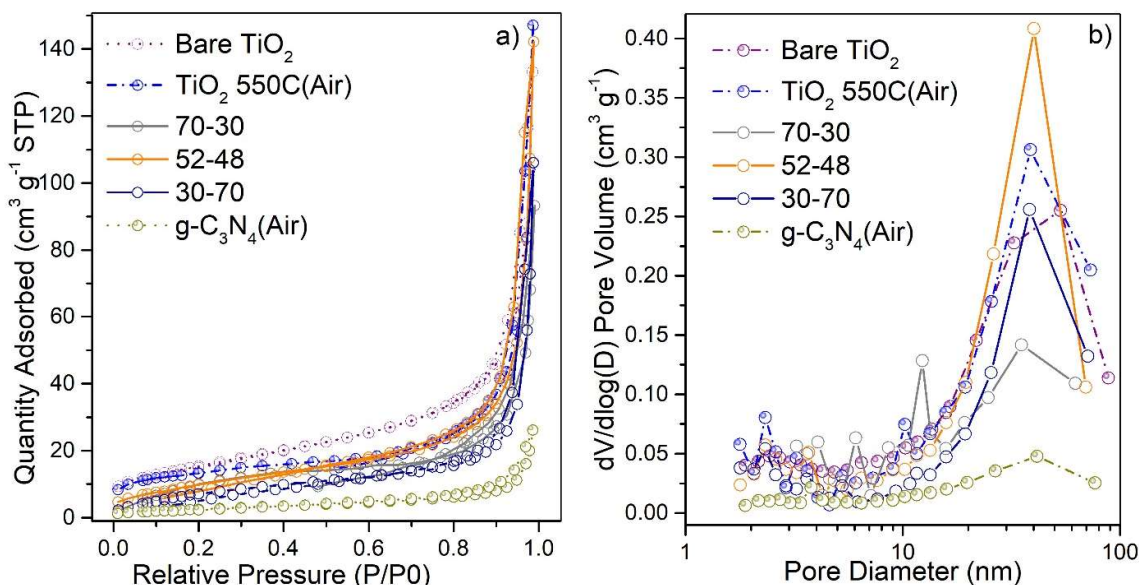 a)
Bare TiO₂
TiO₂ 550C(Air)
70-30
52-48
30-70
g-C₃N₄(Air)
Quantity Adsorbed (cm³ g⁻¹ STP)
140
120
100
80
60
40
20
0
0.0 0.2 0.4 0.6 0.8 1.0
Relative Pressure (P/P0)
b)
Bare TiO₂
TiO₂ 550C(Air)
70-30
52-48
30-70
g-C₃N₄(Air)
dV/dlog(D) Pore Volume (cm³ g⁻¹)
0.40
0.35
0.30
0.25
0.20
0.15
0.10
0.05
0.00
1 10 100
Pore Diameter (nm)